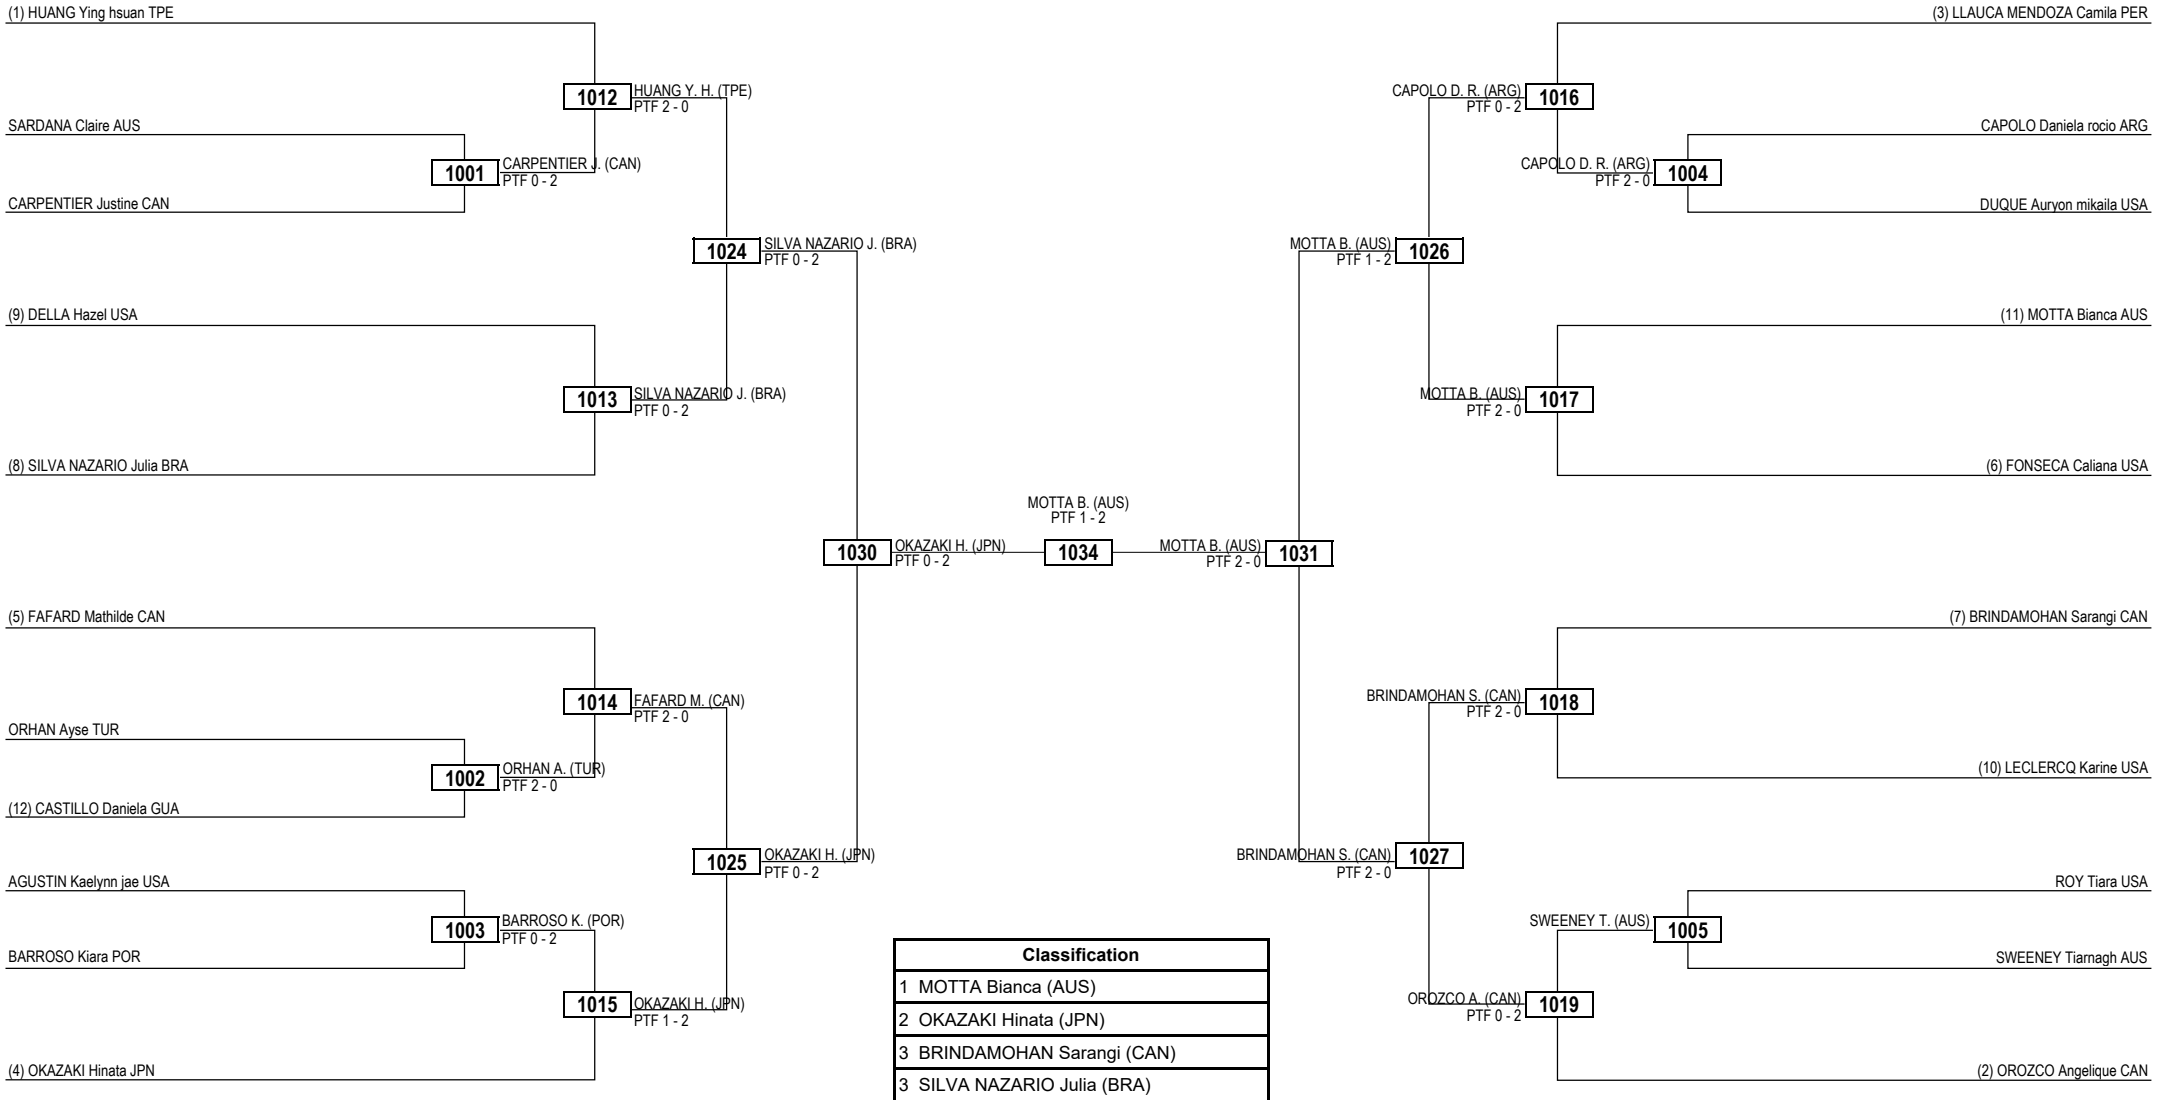 (1) HUANG Ying hsuan TPE
(3) LLAUCA MENDOZA Camila PER
1012
HUANG Y. H. (TPE)
PTF 2 - 0
CAPOLO D. R. (ARG)
PTF 0 - 2
1016
SARDANA Claire AUS
CAPOLO Daniela rocio ARG
1001
CARPENTIER J. (CAN)
PTF 0 - 2
CAPOLO D. R. (ARG)
PTF 2 - 0
1004
CARPENTIER Justine CAN
DUQUE Auryon mikaila USA
1024
SILVA NAZARIO J. (BRA)
PTF 0 - 2
MOTTA B. (AUS)
PTF 1 - 2
1026
(9) DELLA Hazel USA
(11) MOTTA Bianca AUS
1013
SILVA NAZARIO J. (BRA)
PTF 0 - 2
MOTTA B. (AUS)
PTF 2 - 0
1017
(8) SILVA NAZARIO Julia BRA
(6) FONSECA Caliana USA
MOTTA B. (AUS)
PTF 1 - 2
1030
OKAZAKI H. (JPN)
PTF 0 - 2
1034
MOTTA B. (AUS)
PTF 2 - 0
1031
(5) FAFARD Mathilde CAN
(7) BRINDAMOHAN Sarangi CAN
1014
FAFARD M. (CAN)
PTF 2 - 0
BRINDAMOHAN S. (CAN)
PTF 2 - 0
1018
ORHAN Ayse TUR
1002
ORHAN A. (TUR)
PTF 2 - 0
(10) LECLERCQ Karine USA
(12) CASTILLO Daniela GUA
1025
OKAZAKI H. (JPN)
PTF 0 - 2
BRINDAMOHAN S. (CAN)
PTF 2 - 0
1027
AGUSTIN Kaelynn jae USA
ROY Tiara USA
1003
BARROSO K. (POR)
PTF 0 - 2
SWEENEY T. (AUS)
1005
BARROSO Kiara POR
SWEENEY Tiarnagh AUS
1015
OKAZAKI H. (JPN)
PTF 1 - 2
OROZCO A. (CAN)
PTF 0 - 2
1019
(4) OKAZAKI Hinata JPN
(2) OROZCO Angelique CAN
Classification
1 MOTTA Bianca (AUS)
2 OKAZAKI Hinata (JPN)
3 BRINDAMOHAN Sarangi (CAN)
3 SILVA NAZARIO Julia (BRA)